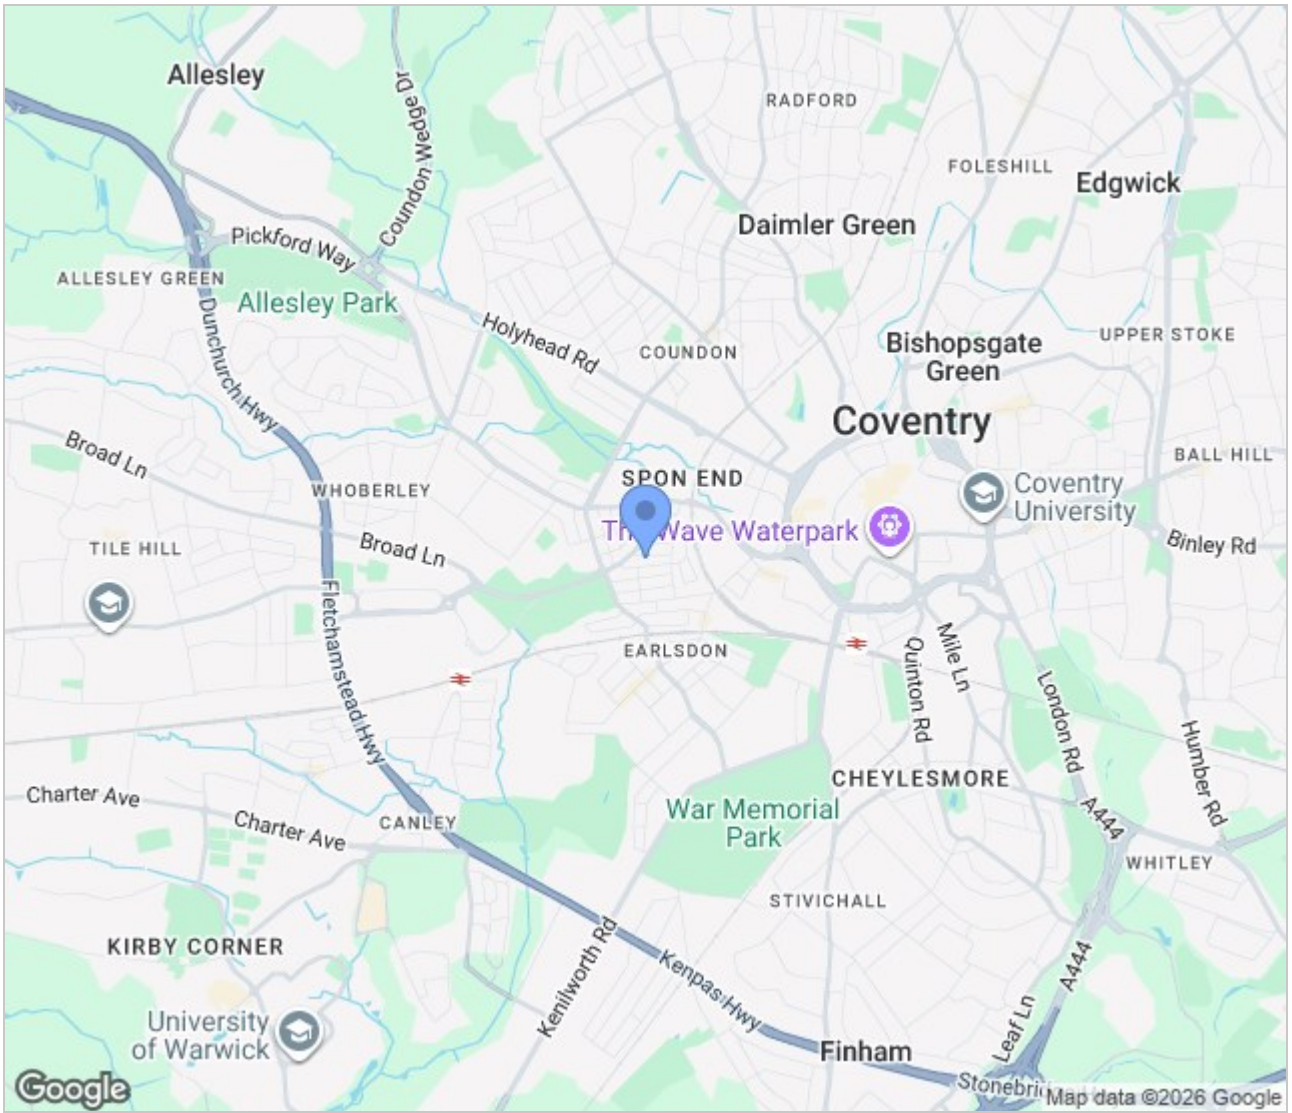 Allesley
Coundon Wedge Dr
RADFORD
FOLESHILL
Edgwick
Daimler Green
Pickford Way
ALLESLEY GREEN
Allesley Park
Dunchurch Hwy
Holyhead Rd
COUNDON
Bishopsgate
Green
UPPER STOKE
Coventry
Broad Ln
WHOBERLEY
SPON END
BALL HILL
Coventry
University
Wave Waterpark
TILE HILL
Broad Ln
Binley Rd
Fletchamstead Hwy
EARLSDON
Quinton Rd
Mile Ln
London Rd
Humber Rd
Charter Ave
Charter Ave
CANLEY
CHEYLESMORE
War Memorial
Park
A444
WHITLEY
STIVICHALL
KIRBY CORNER
Kenilworth Rd
Kenpas Hwy
A444
University
of Warwick
Leaf Ln
Finham
Google
Map data ©2026 Google